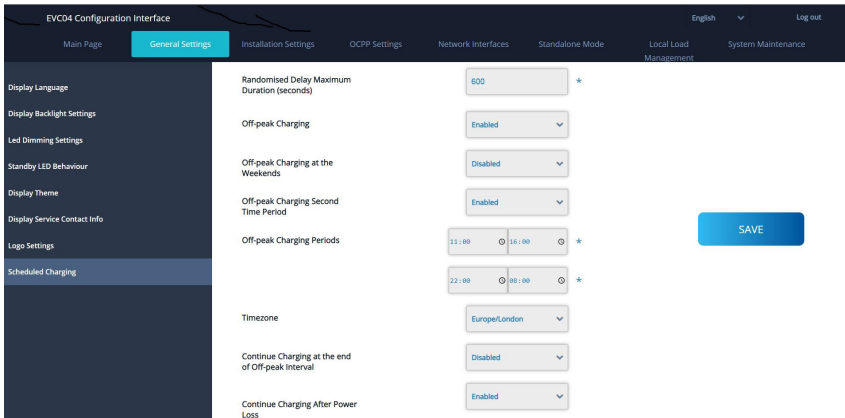 EVC04 Configuration Interface
English
Log out
Main Page
General Settings
Installation Settings
OCPP Settings
Network Interfaces
Standalone Mode
Local Load
Management
System Maintenance
Display Language
Display Backlight Settings
Led Dimming Settings
Standby LED Behaviour
Display Theme
Display Service Contact Info
Logo Settings
Scheduled Charging
Randomised Delay Maximum
Duration (seconds)
600 *
Off-peak Charging
Enabled
Off-peak Charging at the
Weekends
Disabled
Off-peak Charging Second
Time Period
Enabled
Off-peak Charging Periods
11:00 16:00 *
22:00 08:00 *
Timezone
Europe/London
Continue Charging at the end
of Off-peak Interval
Disabled
Continue Charging After Power
Loss
Enabled
SAVE